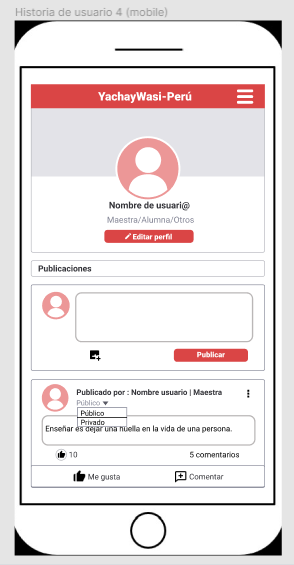 Historia de usuario 4 (mobile)
YachayWasi-Perú
Nombre de usuari@
Maestra/Alumna/Otros
Editar perfil
Publicaciones
Publicar
Publicado por : Nombre usuario | Maestra
Público
Público
Privado
Enseñar es dejar una huella en la vida de una persona.
10 5 comentarios
Me gusta Comentar